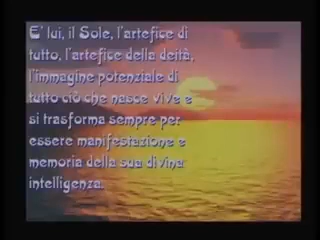 E' lui, il Sole, l'artefice di
tutto, l'artefice della deità,
l'immagine potenziale di
tutto ciò che nasce vive e
si trasforma sempre per
essere manifestazione e
memoria della sua divina
intelligenza.